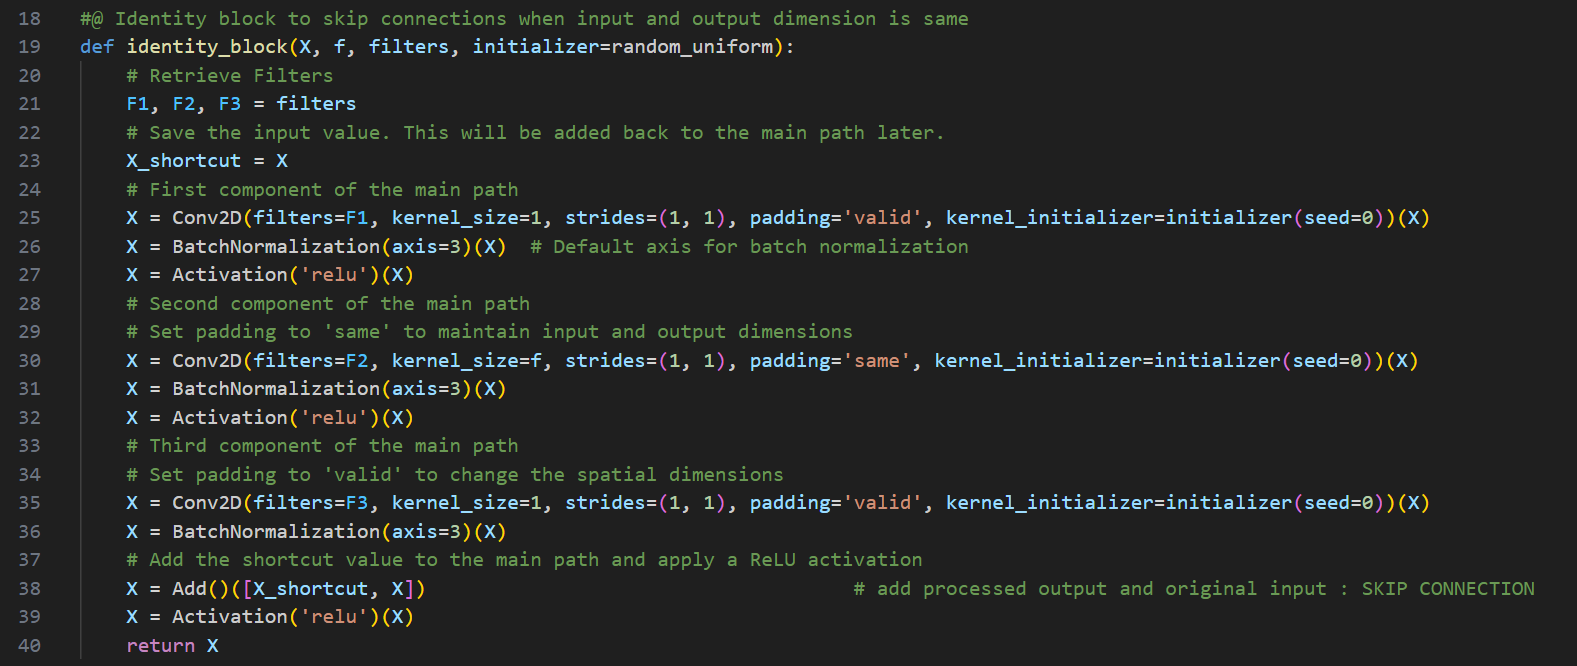 18 #@ Identity block to skip connections when input and output dimension is same
19 def identity_block(X, f, filters, initializer=random_uniform):
20     # Retrieve Filters
21     F1, F2, F3 = filters
22     # Save the input value. This will be added back to the main path later.
23     X_shortcut = X
24     # First component of the main path
25     X = Conv2D(filters=F1, kernel_size=1, strides=(1, 1), padding='valid', kernel_initializer=initializer(seed=0))(X)
26     X = BatchNormalization(axis=3)(X)  # Default axis for batch normalization
27     X = Activation('relu')(X)
28     # Second component of the main path
29     # Set padding to 'same' to maintain input and output dimensions
30     X = Conv2D(filters=F2, kernel_size=f, strides=(1, 1), padding='same', kernel_initializer=initializer(seed=0))(X)
31     X = BatchNormalization(axis=3)(X)
32     X = Activation('relu')(X)
33     # Third component of the main path
34     # Set padding to 'valid' to change the spatial dimensions
35     X = Conv2D(filters=F3, kernel_size=1, strides=(1, 1), padding='valid', kernel_initializer=initializer(seed=0))(X)
36     X = BatchNormalization(axis=3)(X)
37     # Add the shortcut value to the main path and apply a ReLU activation
38     X = Add()([X_shortcut, X])                                     # add processed output and original input : SKIP CONNECTION
39     X = Activation('relu')(X)
40     return X